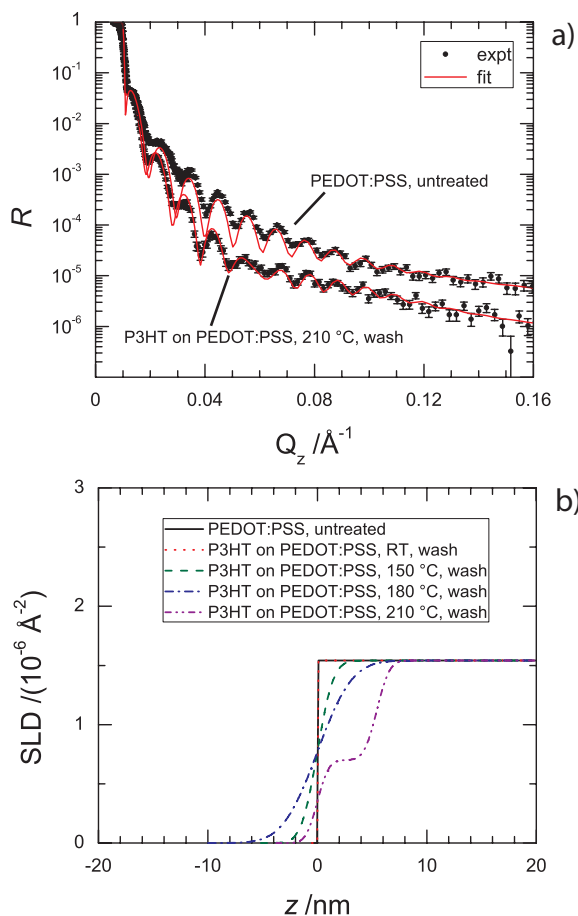 a)
1
10⁻¹
10⁻²
10⁻³
10⁻⁴
10⁻⁵
10⁻⁶
R
expt
fit
PEDOT:PSS, untreated
P3HT on PEDOT:PSS, 210 °C, wash
0 0.04 0.08 0.12 0.16
Q_z /Å⁻¹
b)
3
2
1
0
SLD /(10⁻⁶ Å⁻²)
PEDOT:PSS, untreated
P3HT on PEDOT:PSS, RT, wash
P3HT on PEDOT:PSS, 150 °C, wash
P3HT on PEDOT:PSS, 180 °C, wash
P3HT on PEDOT:PSS, 210 °C, wash
-20 -10 0 10 20
z /nm